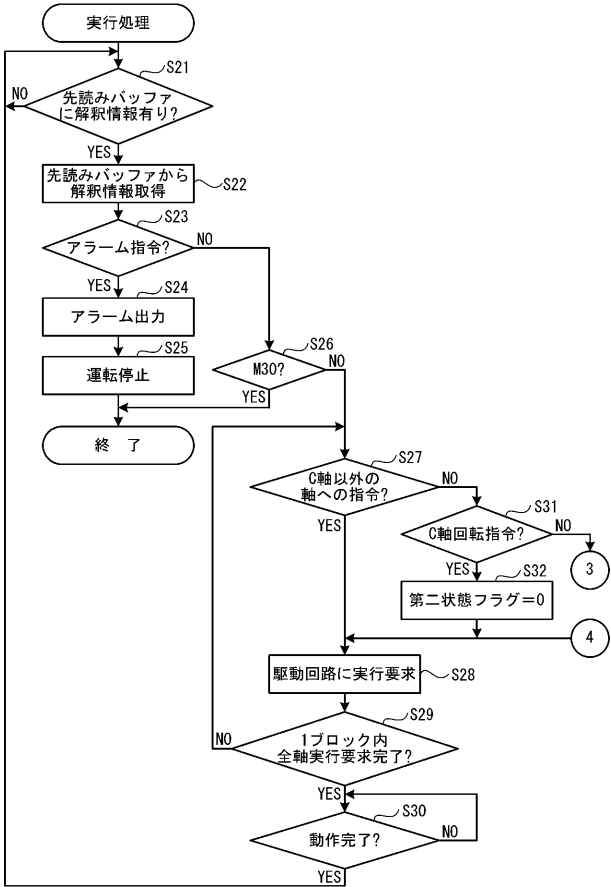 実行処理
S21
先読みバッファ
に解釈情報有り?
NO
YES
先読みバッファから
解釈情報取得
S22
S23
アラーム指令?
NO
YES
S24
アラーム出力
S25
運転停止
S26
M30?
NO
YES
終 了
S27
C軸以外の
軸への指令?
NO
YES
S31
C軸回転指令?
NO
YES
3
S32
第二状態フラグ=0
4
駆動回路に実行要求
S28
S29
1ブロック内
全軸実行要求完了?
NO
YES
S30
動作完了?
NO
YES